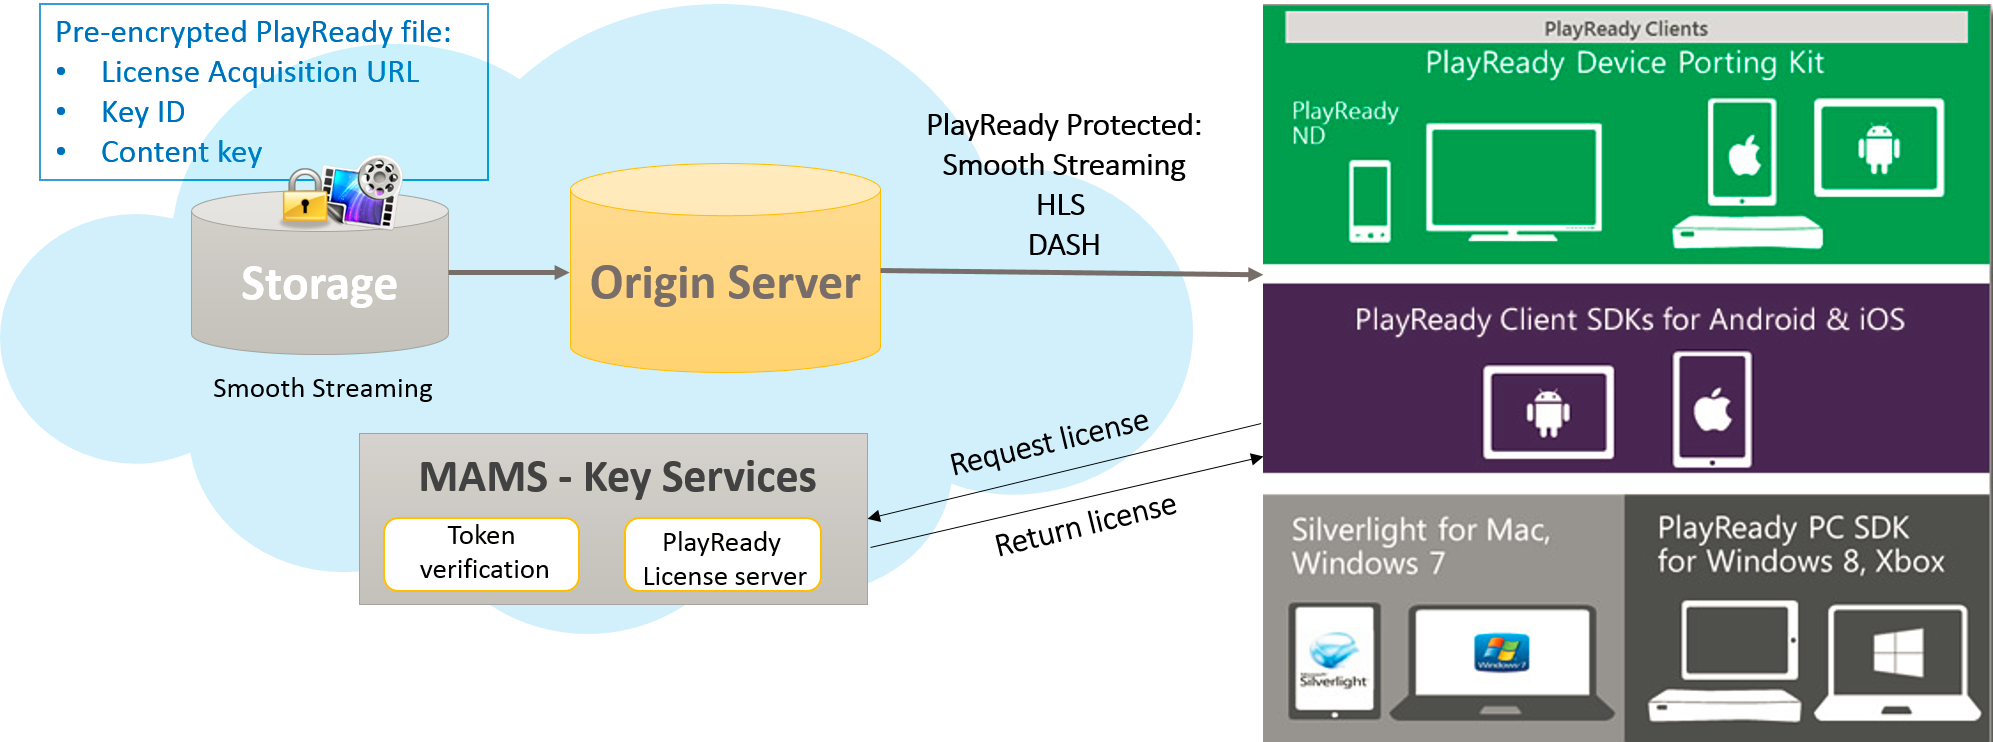 Pre-encrypted PlayReady file:
• License Acquisition URL
• Key ID
• Content key
Storage
Smooth Streaming
Origin Server
PlayReady Protected:
Smooth Streaming
HLS
DASH
MAMS - Key Services
Token
verification
PlayReady
License server
Request license
Return license
PlayReady Clients
PlayReady Device Porting Kit
PlayReady
ND
PlayReady Client SDKs for Android & iOS
Silverlight for Mac,
Windows 7
Microsoft
Silverlight
Windows 7
PlayReady PC SDK
for Windows 8, Xbox